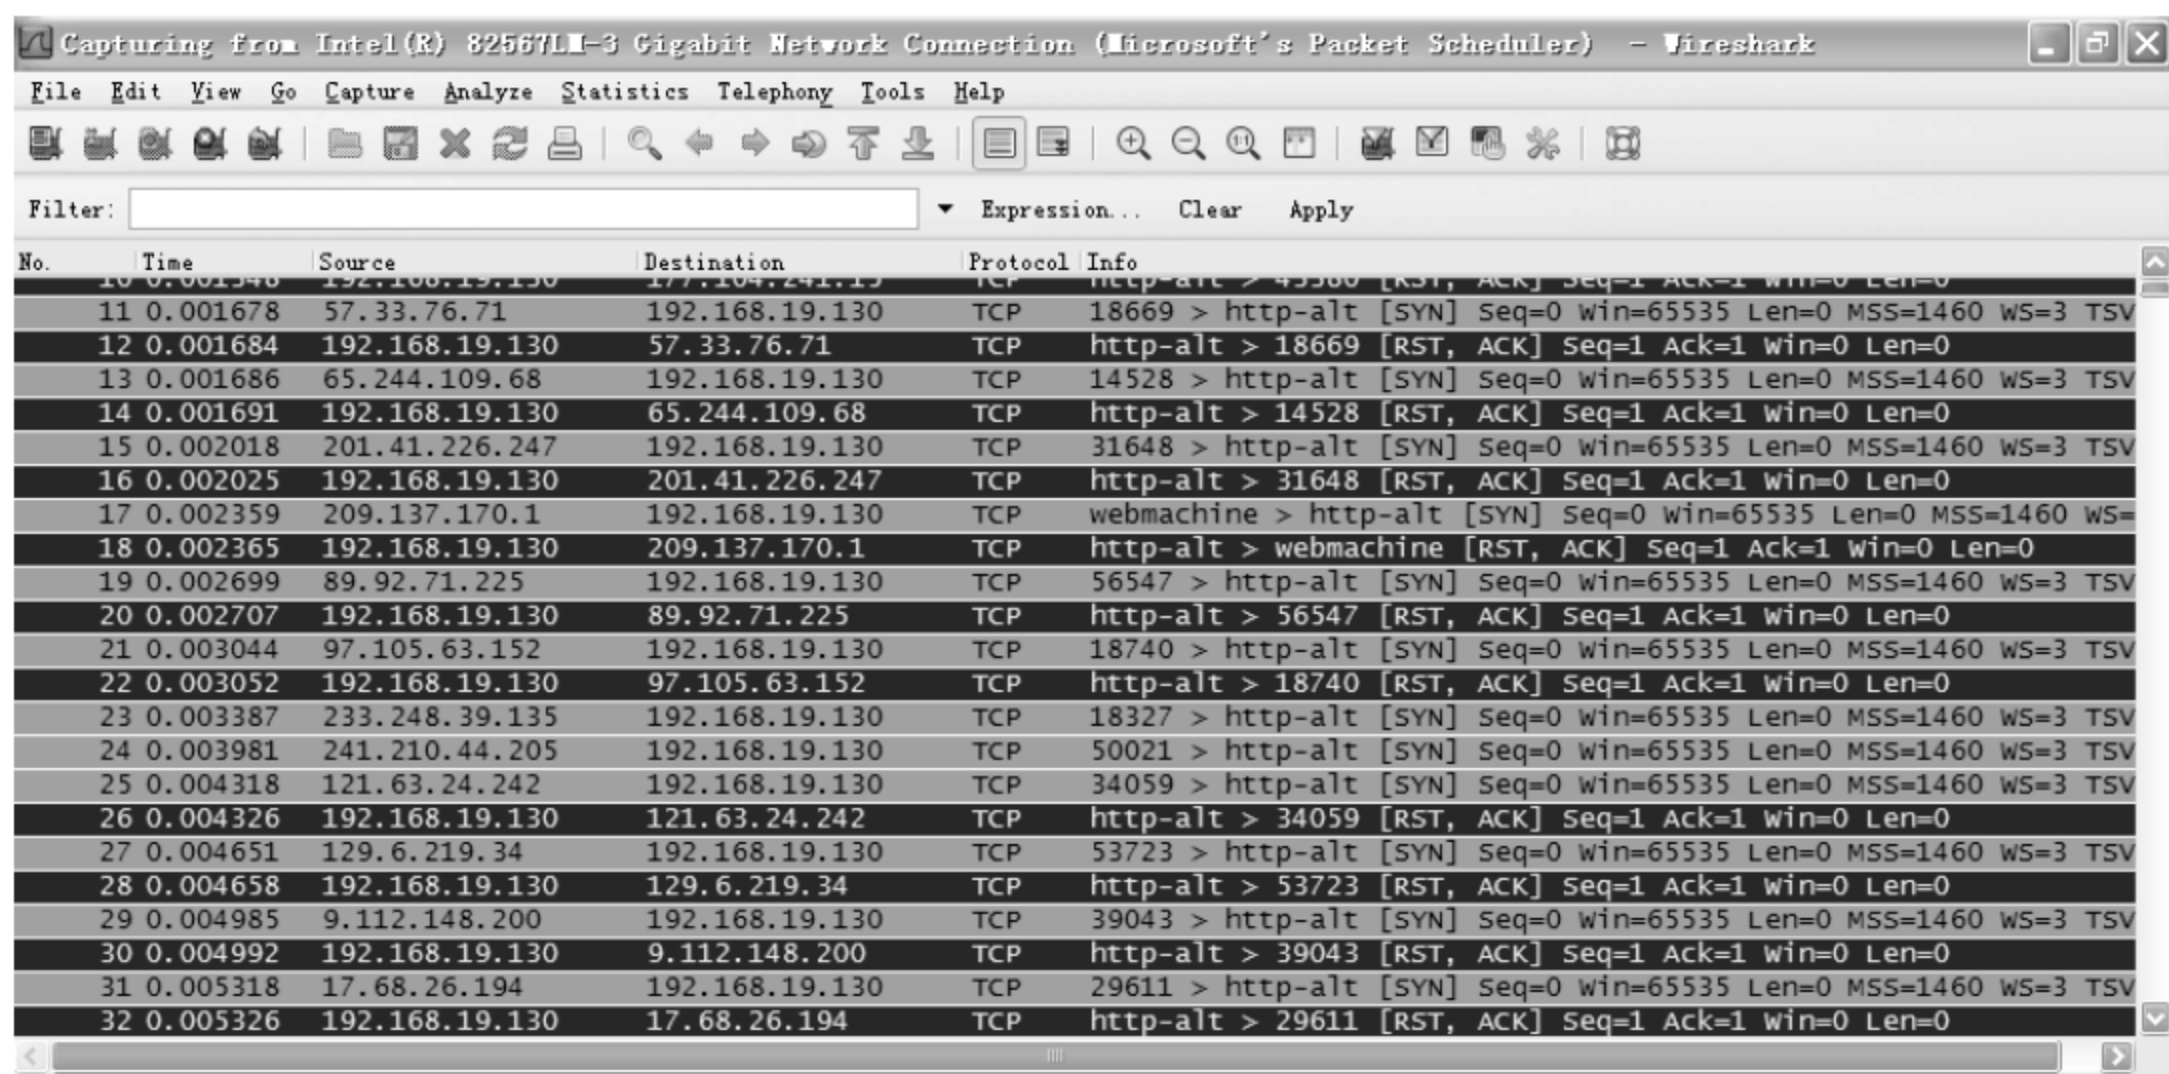 Capturing from Intel(R) 82567LM-3 Gigabit Network Connection (Microsoft's Packet Scheduler) - Wireshark
File Edit View Go Capture Analyze Statistics Telephony Tools Help
Filter: Expression... Clear Apply
No. Time Source Destination Protocol Info
10 0.001548 192.168.19.130 177.104.241.15 TCP http-alt > 45580 [RST, ACK] Seq=1 Ack=1 Win=0 Len=0
11 0.001678 57.33.76.71 192.168.19.130 TCP 18669 > http-alt [SYN] Seq=0 Win=65535 Len=0 MSS=1460 WS=3 TSV
12 0.001684 192.168.19.130 57.33.76.71 TCP http-alt > 18669 [RST, ACK] Seq=1 Ack=1 Win=0 Len=0
13 0.001686 65.244.109.68 192.168.19.130 TCP 14528 > http-alt [SYN] Seq=0 Win=65535 Len=0 MSS=1460 WS=3 TSV
14 0.001691 192.168.19.130 65.244.109.68 TCP http-alt > 14528 [RST, ACK] Seq=1 Ack=1 Win=0 Len=0
15 0.002018 201.41.226.247 192.168.19.130 TCP 31648 > http-alt [SYN] Seq=0 Win=65535 Len=0 MSS=1460 WS=3 TSV
16 0.002025 192.168.19.130 201.41.226.247 TCP http-alt > 31648 [RST, ACK] Seq=1 Ack=1 Win=0 Len=0
17 0.002359 209.137.170.1 192.168.19.130 TCP webmachine > http-alt [SYN] Seq=0 Win=65535 Len=0 MSS=1460 WS=
18 0.002365 192.168.19.130 209.137.170.1 TCP http-alt > webmachine [RST, ACK] Seq=1 Ack=1 Win=0 Len=0
19 0.002699 89.92.71.225 192.168.19.130 TCP 56547 > http-alt [SYN] Seq=0 Win=65535 Len=0 MSS=1460 WS=3 TSV
20 0.002707 192.168.19.130 89.92.71.225 TCP http-alt > 56547 [RST, ACK] Seq=1 Ack=1 Win=0 Len=0
21 0.003044 97.105.63.152 192.168.19.130 TCP 18740 > http-alt [SYN] Seq=0 Win=65535 Len=0 MSS=1460 WS=3 TSV
22 0.003052 192.168.19.130 97.105.63.152 TCP http-alt > 18740 [RST, ACK] Seq=1 Ack=1 Win=0 Len=0
23 0.003387 233.248.39.135 192.168.19.130 TCP 18327 > http-alt [SYN] Seq=0 Win=65535 Len=0 MSS=1460 WS=3 TSV
24 0.003981 241.210.44.205 192.168.19.130 TCP 50021 > http-alt [SYN] Seq=0 Win=65535 Len=0 MSS=1460 WS=3 TSV
25 0.004318 121.63.24.242 192.168.19.130 TCP 34059 > http-alt [SYN] Seq=0 Win=65535 Len=0 MSS=1460 WS=3 TSV
26 0.004326 192.168.19.130 121.63.24.242 TCP http-alt > 34059 [RST, ACK] Seq=1 Ack=1 Win=0 Len=0
27 0.004651 129.6.219.34 192.168.19.130 TCP 53723 > http-alt [SYN] Seq=0 Win=65535 Len=0 MSS=1460 WS=3 TSV
28 0.004658 192.168.19.130 129.6.219.34 TCP http-alt > 53723 [RST, ACK] Seq=1 Ack=1 Win=0 Len=0
29 0.004985 9.112.148.200 192.168.19.130 TCP 39043 > http-alt [SYN] Seq=0 Win=65535 Len=0 MSS=1460 WS=3 TSV
30 0.004992 192.168.19.130 9.112.148.200 TCP http-alt > 39043 [RST, ACK] Seq=1 Ack=1 Win=0 Len=0
31 0.005318 17.68.26.194 192.168.19.130 TCP 29611 > http-alt [SYN] Seq=0 Win=65535 Len=0 MSS=1460 WS=3 TSV
32 0.005326 192.168.19.130 17.68.26.194 TCP http-alt > 29611 [RST, ACK] Seq=1 Ack=1 Win=0 Len=0